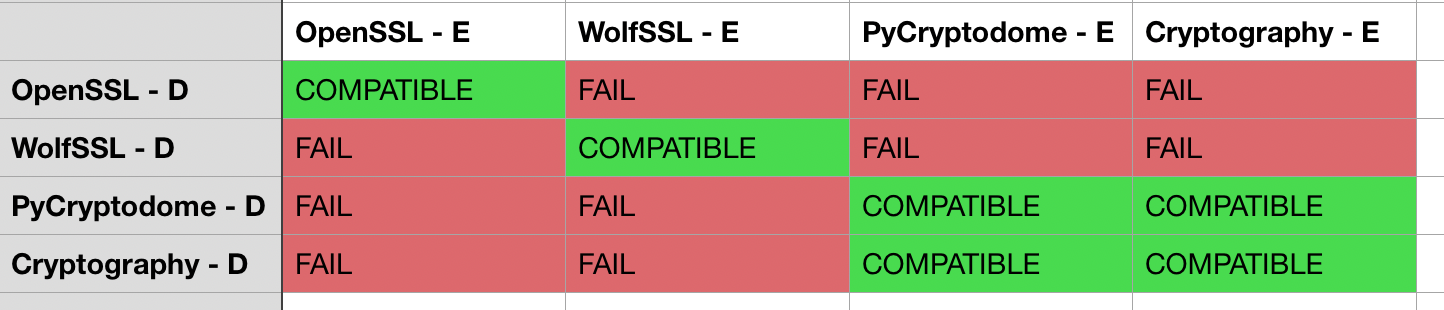 OpenSSL - E WolfSSL - E PyCryptodome - E Cryptography - E
OpenSSL - D COMPATIBLE FAIL FAIL FAIL
WolfSSL - D FAIL COMPATIBLE FAIL FAIL
PyCryptodome - D FAIL FAIL COMPATIBLE COMPATIBLE
Cryptography - D FAIL FAIL COMPATIBLE COMPATIBLE